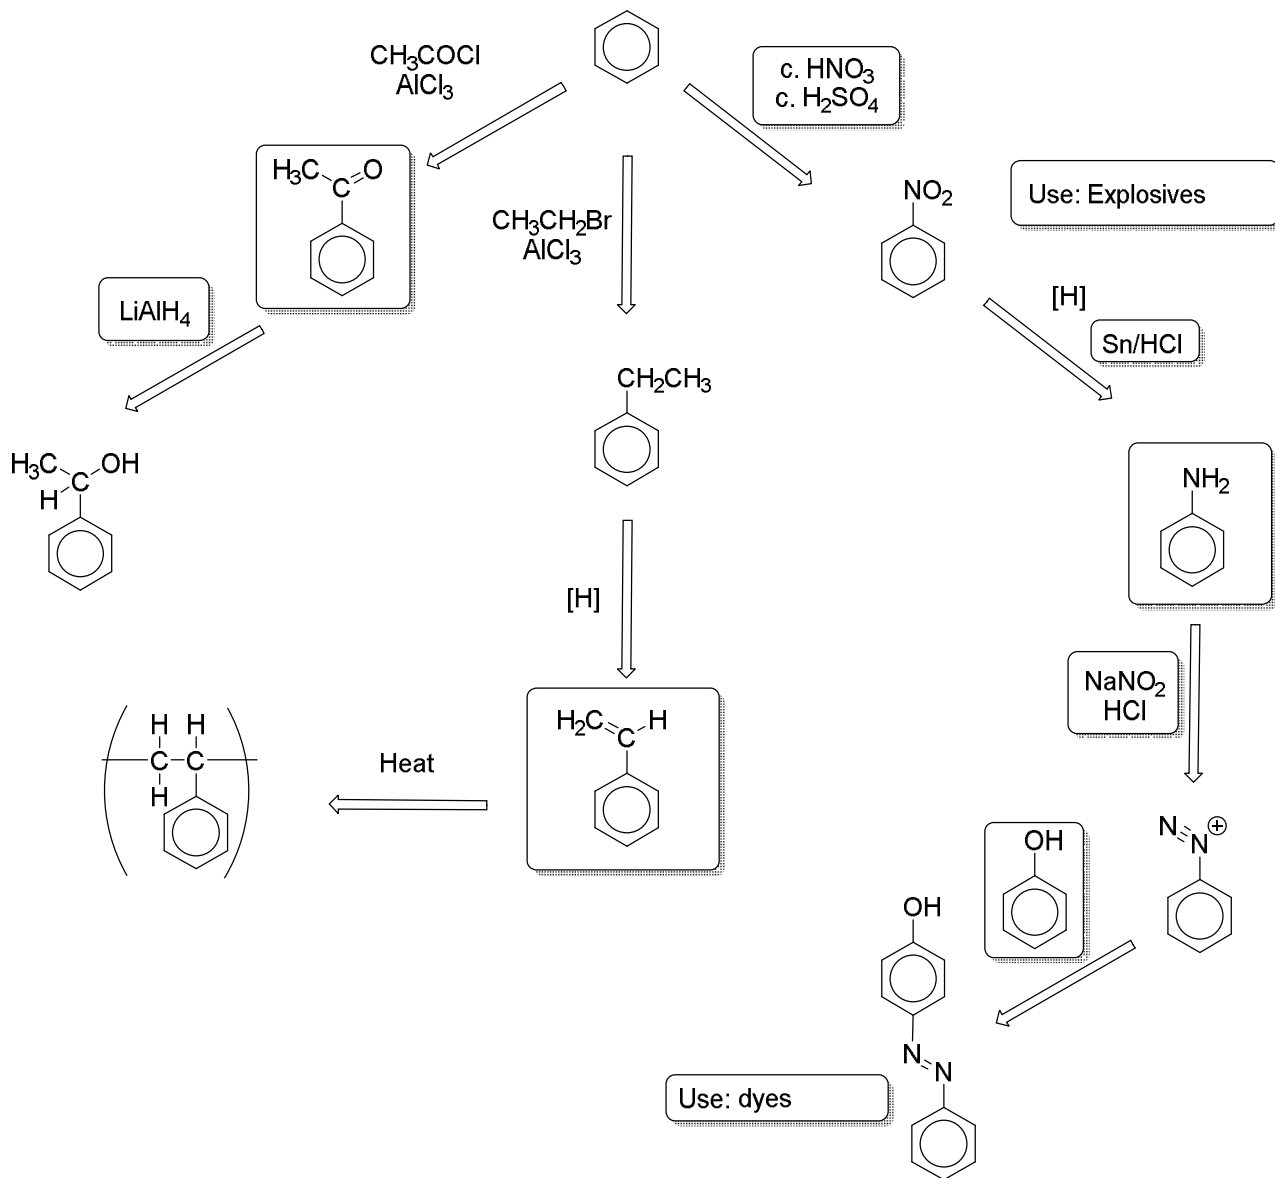 CH₃COCl
AlCl₃
c. HNO₃
c. H₂SO₄
H₃C
C
O
CH₃CH₂Br
AlCl₃
NO₂
Use: Explosives
LiAlH₄
[H]
Sn/HCl
CH₂CH₃
H₃C
OH
C
H
NH₂
[H]
NaNO₂
HCl
H₂C
H
C
H H
C C
H
Heat
N
N⊕
OH
OH
N
N
Use: dyes